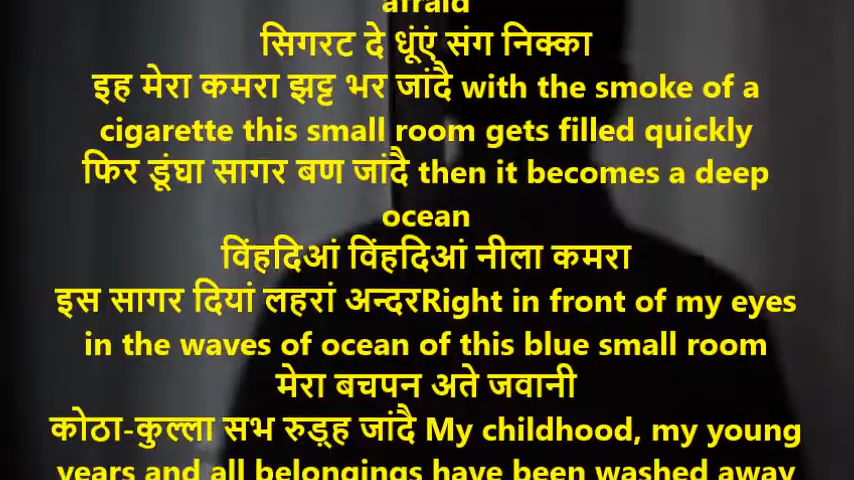 afraid
सिगरट दे धूंएं संग निक्का
इह मेरा कमरा झट्ट भर जांदै with the smoke of a
cigarette this small room gets filled quickly
फिर डूंघा सागर बण जांदै then it becomes a deep
ocean
विंहदिआं विंहदिआं नीला कमरा
इस सागर दियां लहरां अन्दरRight in front of my eyes
in the waves of ocean of this blue small room
मेरा बचपन अते जवानी
कोठा-कुल्ला सभ रुड़्ह जांदै My childhood, my young
years and all belongings have been washed away